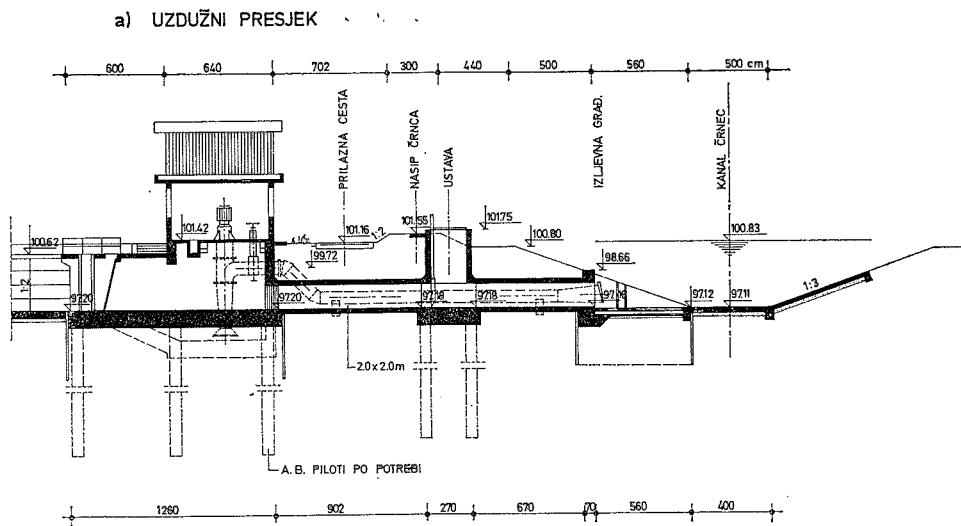 a) UZDUŽNI PRESJEK
600 640 702 300 440 500 560 500 cm
PRILAZNA CESTA
NASIP ČRNCA
USTAVA
IZLJEVNA GRAĐ.
KANAL ČRNEC
100.62
101.42
101.16
1:2
101.55
101.75
100.80
100.83
99.72
98.66
1:2
97.20
97.20
97.18
97.18
97.16
97.12
97.11
1:3
2.0 x 2.0 m
A.B. PILOTI PO POTREBI
1260 902 270 670 70 560 400